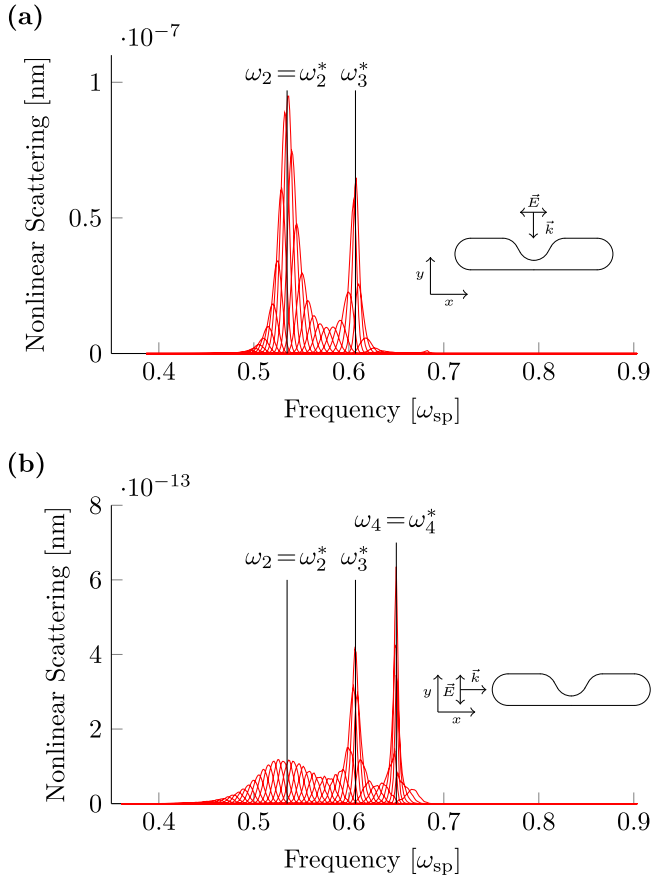 (a)
·10⁻⁷
ω₂ = ω₂* ω₃*
1
0.5
0
Nonlinear Scattering [nm]
E⃗
k⃗
y
x
0.4 0.5 0.6 0.7 0.8 0.9
Frequency [ω_sp]
(b)
·10⁻¹³
8
ω₄ = ω₄*
ω₂ = ω₂* ω₃*
6
4
2
0
Nonlinear Scattering [nm]
y E⃗ k⃗
x
0.4 0.5 0.6 0.7 0.8 0.9
Frequency [ω_sp]